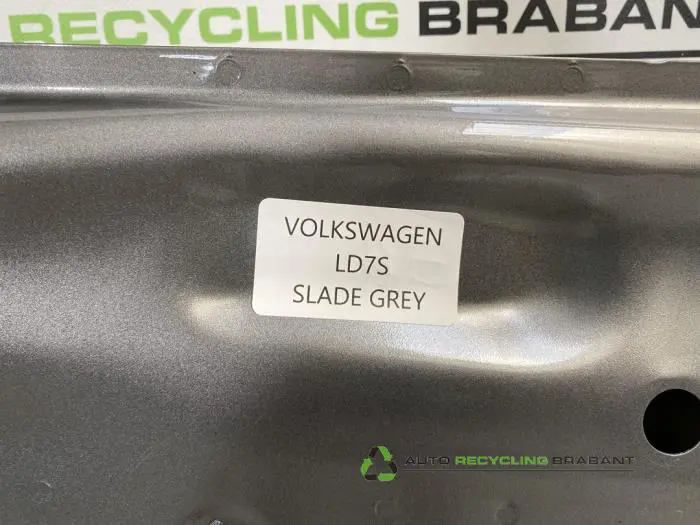 RECYCLING BRABANT
VOLKSWAGEN
LD7S
SLADE GREY
AUTO RECYCLING BRABANT